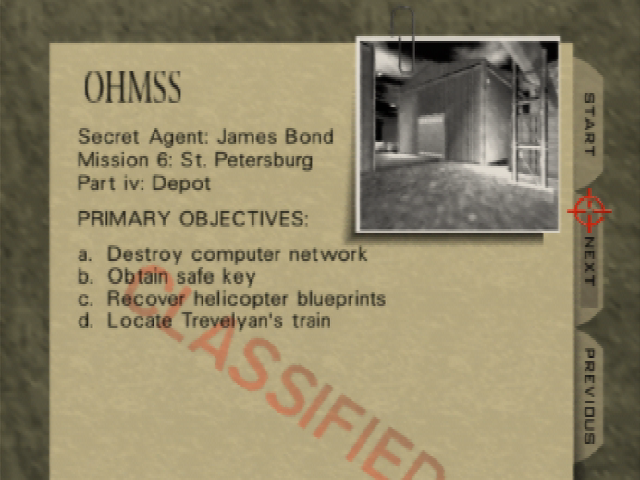 OHMSS
Secret Agent: James Bond
Mission 6: St. Petersburg
Part iv: Depot
PRIMARY OBJECTIVES:
a. Destroy computer network
b. Obtain safe key
c. Recover helicopter blueprints
d. Locate Trevelyan's train
CLASSIFIED
START
NEXT
PREVIOUS